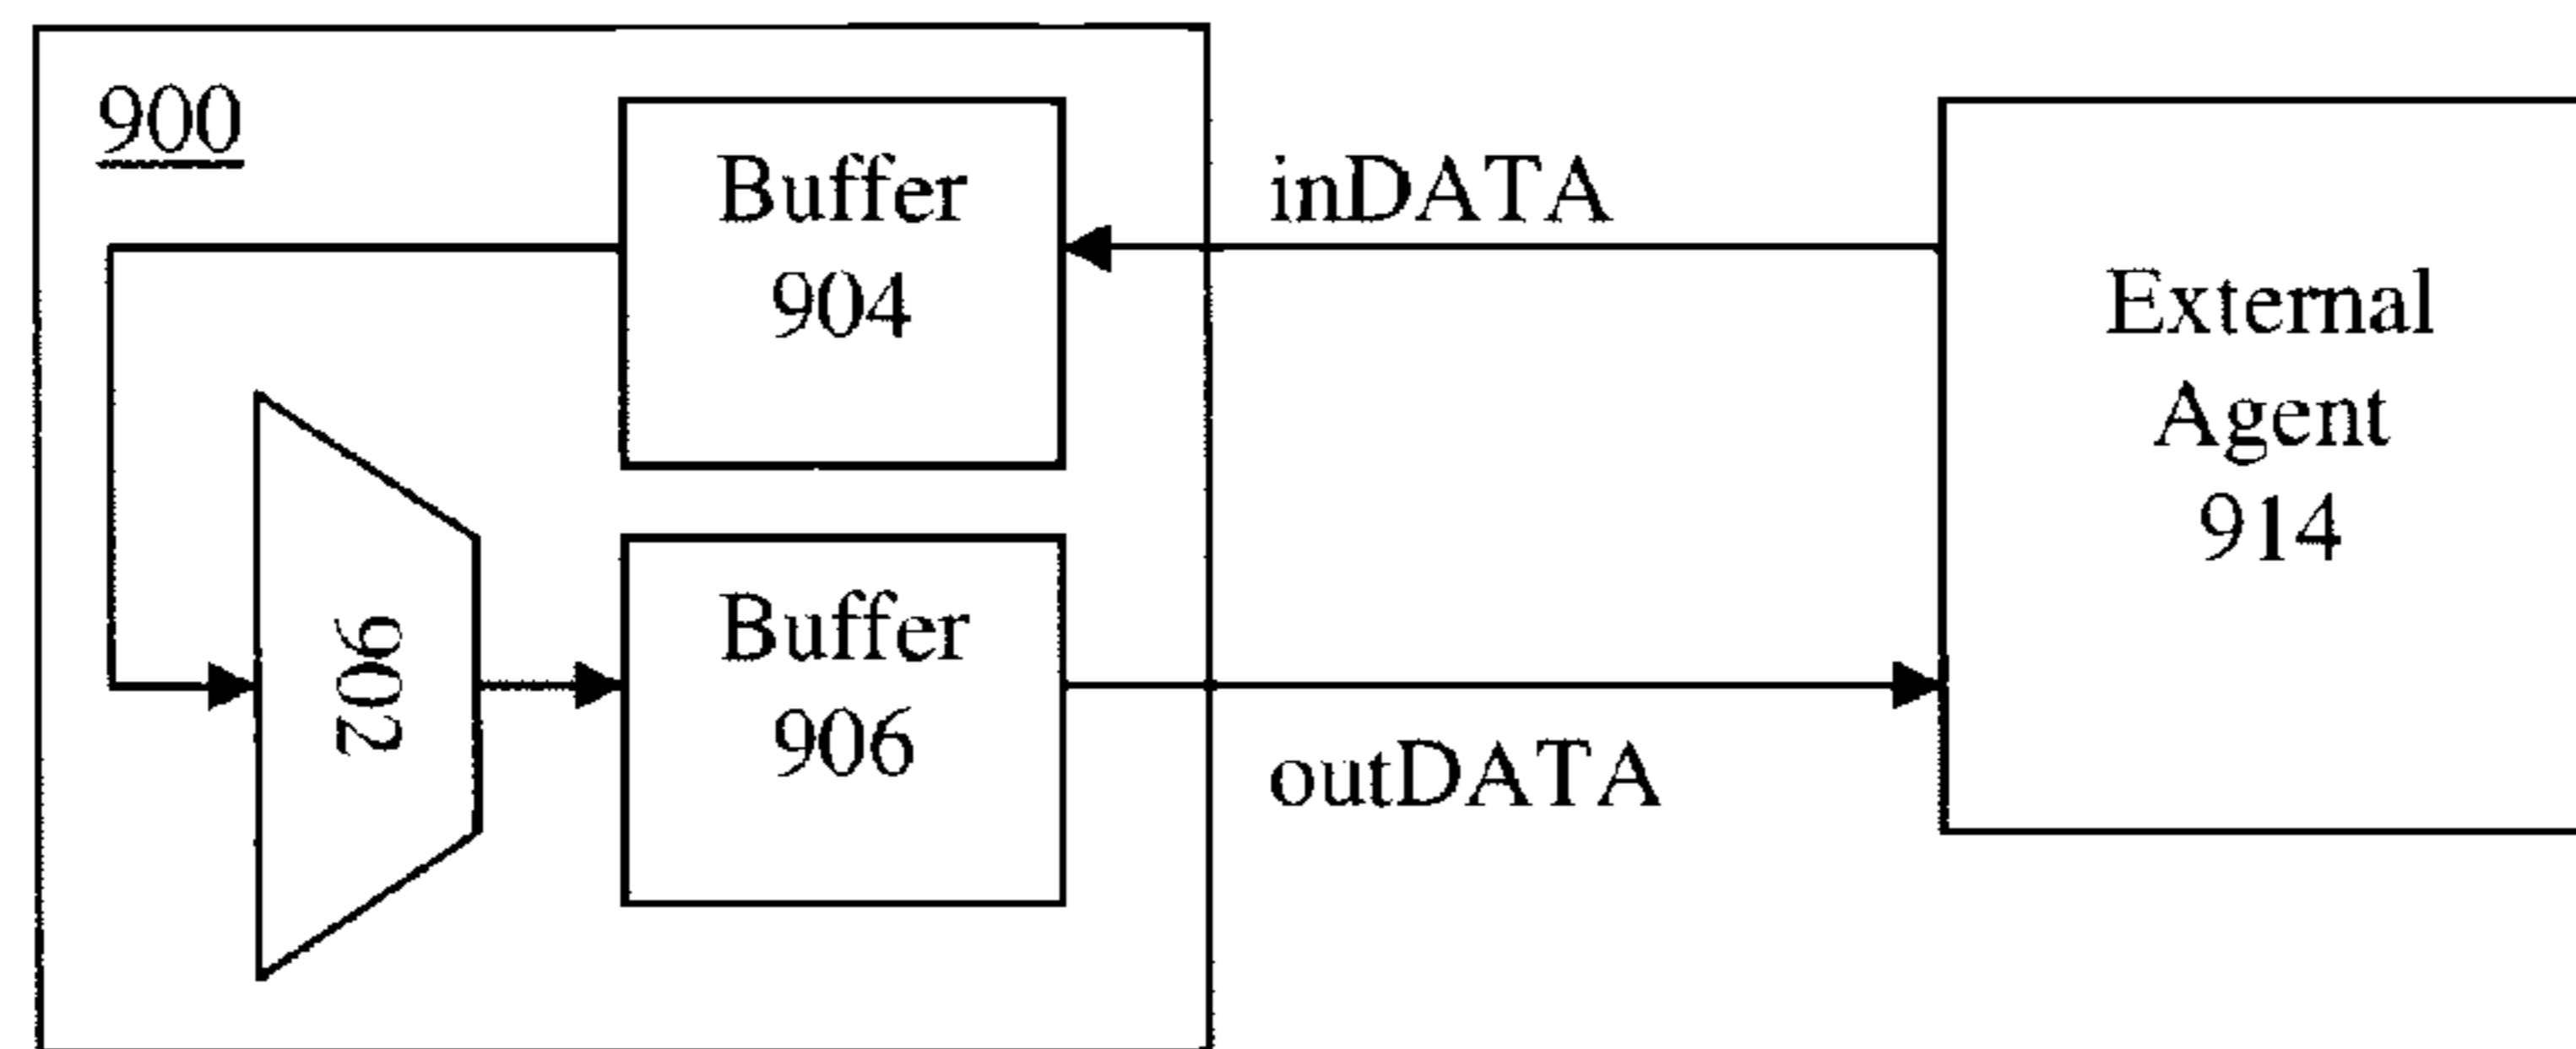 900
Buffer
904
inDATA
External
Agent
914
902
Buffer
906
outDATA